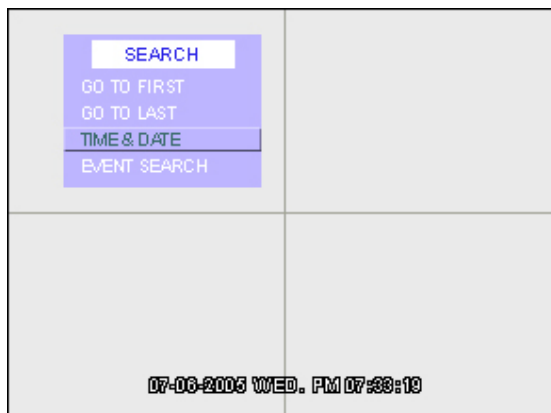 SEARCH
GO TO FIRST
GO TO LAST
TIME & DATE
EVENT SEARCH
07-06-2005 WED. PM 07:33:19